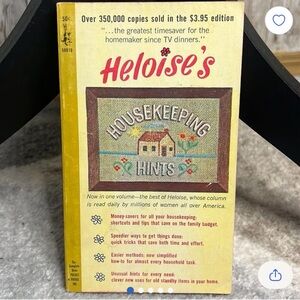 50c
Over 350,000 copies sold in the $3.95 edition
"...the greatest timesaver for the
homemaker since TV dinners."
Heloise's
HOUSEKEEPING
HINTS
Now in one volume—the best of Heloise, whose column
is read daily by millions of women all over America.
Money-savers for all your housekeeping:
shortcuts and tips that save on the family budget.
Speedier ways to get things done:
quick tricks that save both time and effort.
Easier methods; now simplified
how-to for almost every household task.
Unusual hints for every need:
clever new uses for old standby items in your home.